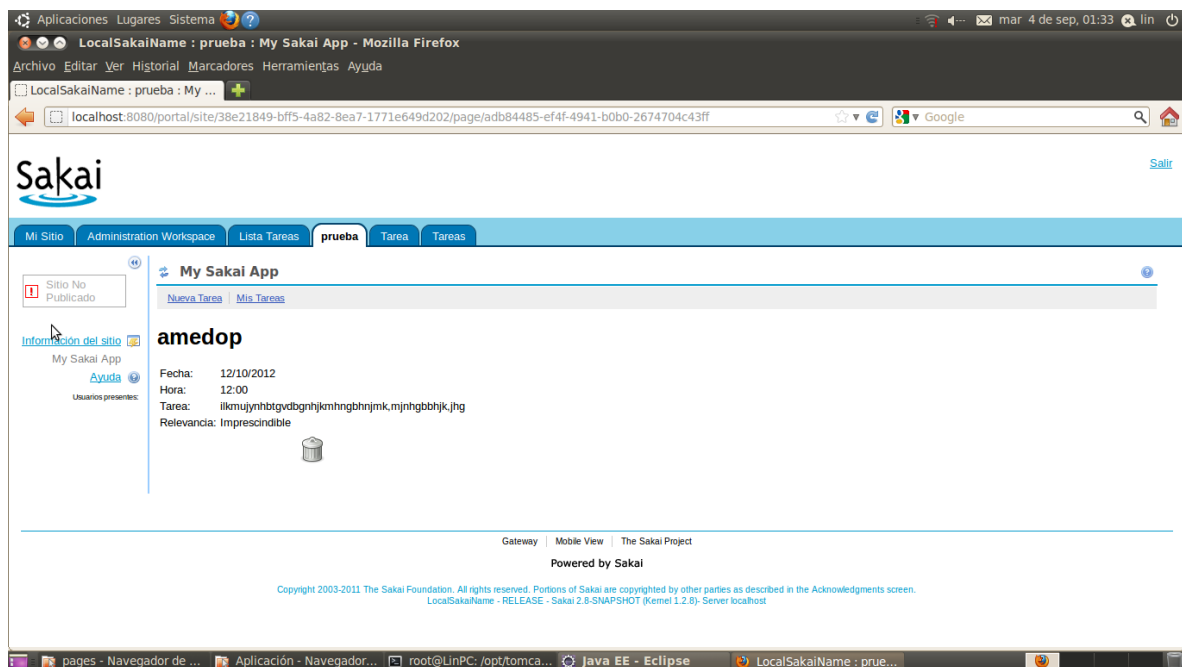 Aplicaciones Lugares Sistema mar 4 de sep, 01:33 lin
LocalSakaiName : prueba : My Sakai App - Mozilla Firefox
Archivo Editar Ver Historial Marcadores Herramientas Ayuda
LocalSakaiName : prueba : My ...
localhost:8080/portal/site/38e21849-bff5-4a82-8ea7-1771e649d202/page/adb84485-ef4f-4941-b0b0-2674704c43ff Google
Sakai
Salir
Mi Sitio Administration Workspace Lista Tareas prueba Tarea Tareas
Sitio No
Publicado
Información del sitio
My Sakai App
Ayuda
Usuarios presentes:
My Sakai App
Nueva Tarea Mis Tareas
amedop
Fecha: 12/10/2012
Hora: 12:00
Tarea: ilkmujynhbtgvdbgnhjkmhngbhnjmk,mjnhgbbhjk,jhg
Relevancia: Imprescindible
Gateway Mobile View The Sakai Project
Powered by Sakai
Copyright 2003-2011 The Sakai Foundation. All rights reserved. Portions of Sakai are copyrighted by other parties as described in the Acknowledgments screen.
LocalSakaiName - RELEASE - Sakai 2.8-SNAPSHOT (Kernel 1.2.8)- Server localhost
pages - Navegador de ... Aplicación - Navegador... root@LinPC: /opt/tomca... Java EE - Eclipse LocalSakaiName : prue...